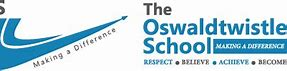 S
Making a Difference
The
Oswaldtwistle
School MAKING A DIFFERENCE
RESPECT • BELIEVE • ACHIEVE • BECOME